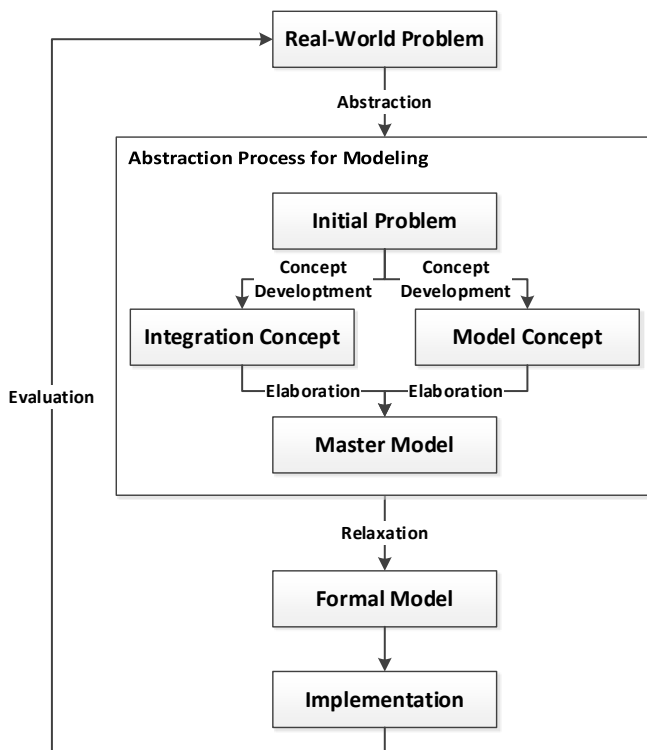 Real-World Problem
Abstraction
Abstraction Process for Modeling
Initial Problem
Concept
Developtment
Concept
Development
Integration Concept
Model Concept
Elaboration
Elaboration
Evaluation
Master Model
Relaxation
Formal Model
Implementation